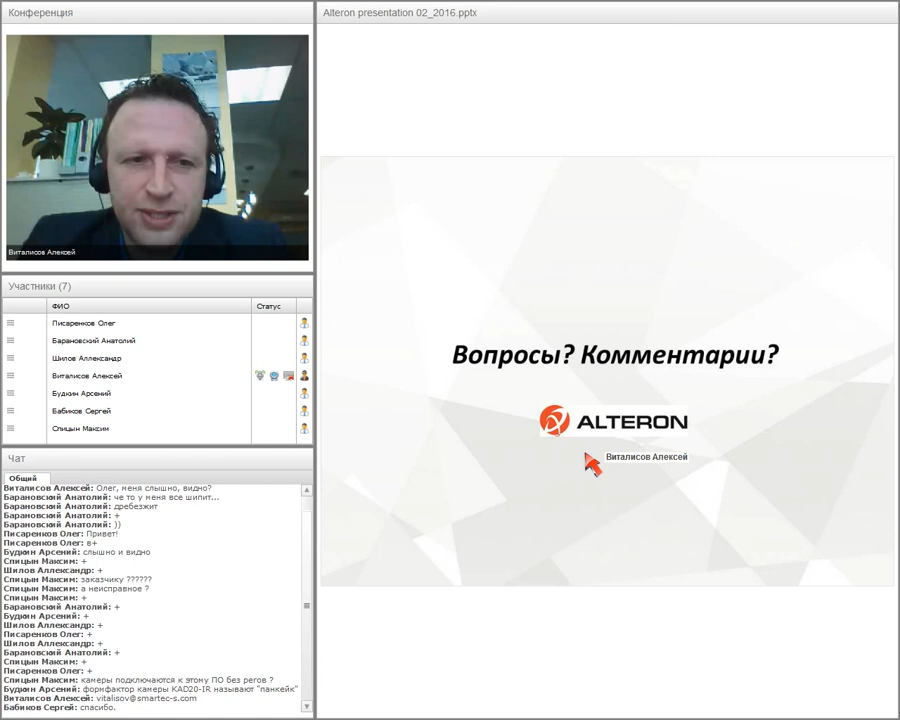 Конференция
Виталисов Алексей
Участники (7)
ФИО
Статус
Писаренков Олег
Барановский Анатолий
Шилов Аллександр
Виталисов Алексей
Будкин Арсений
Бабиков Сергей
Спицын Максим
Чат
Общий
Виталисов Алексей: Олег, меня слышно, видно?
Барановский Анатолий: че то у меня все шипит...
Барановский Анатолий: дребезжит
Барановский Анатолий: +
Барановский Анатолий: ))
Писаренков Олег: Привет!
Писаренков Олег: в+
Будкин Арсений: слышно и видно
Спицын Максим: +
Шилов Аллександр: +
Спицын Максим: заказчику ??????
Спицын Максим: а неисправное ?
Спицын Максим: +
Барановский Анатолий: +
Будкин Арсений: +
Шилов Аллександр: +
Писаренков Олег: +
Шилов Аллександр: +
Барановский Анатолий: +
Спицын Максим: +
Писаренков Олег: +
Спицын Максим: камеры подключаются к этому ПО без регов ?
Будкин Арсений: формфактор камеры KAD20-IR называют "панкейк"
Виталисов Алексей: vitalisov@smartec-s.com
Бабиков Сергей: спасибо.
Alteron presentation 02_2016.pptx
Вопросы? Комментарии?
ALTERON
Виталисов Алексей